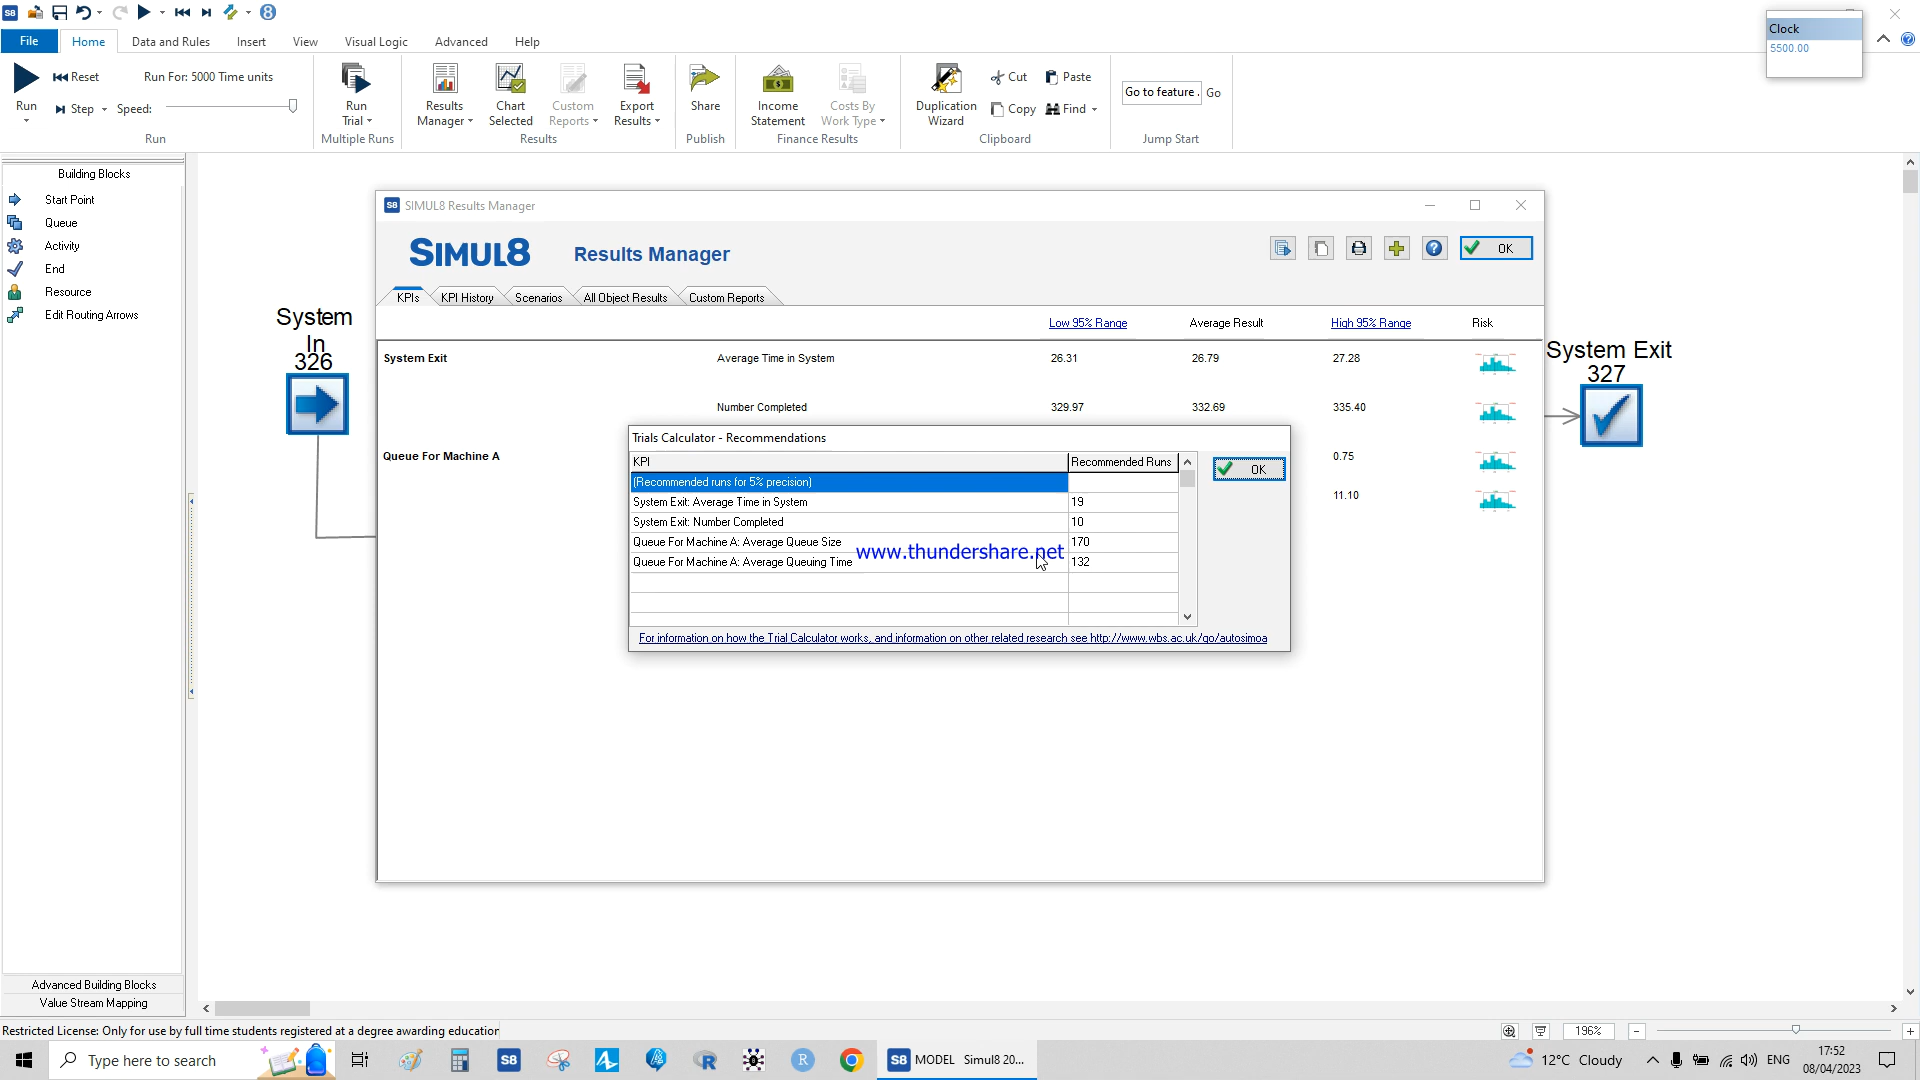 File
Home
Data and Rules
Insert
View
Visual Logic
Advanced
Help
Clock
5500.00
Run
Reset
Run For: 5000 Time units
Step
Speed:
Run
Run Trial
Multiple Runs
Results Manager
Chart Selected
Custom Reports
Export Results
Results
Share
Publish
Income Statement
Costs By Work Type
Finance Results
Duplication Wizard
Cut
Paste
Copy
Find
Clipboard
Go to feature .
Go
Jump Start
Building Blocks
Start Point
Queue
Activity
End
Resource
Edit Routing Arrows
Advanced Building Blocks
Value Stream Mapping
System
In
326
System Exit
327
S8 SIMUL8 Results Manager
SIMUL8
Results Manager
OK
KPIs
KPI History
Scenarios
All Object Results
Custom Reports
Low 95% Range
Average Result
High 95% Range
Risk
System Exit
Average Time in System
26.31
26.79
27.28
Number Completed
329.97
332.69
335.40
Queue For Machine A
0.75
11.10
Trials Calculator - Recommendations
KPI
Recommended Runs
OK
(Recommended runs for 5% precision)
System Exit: Average Time in System
19
System Exit: Number Completed
10
Queue For Machine A: Average Queue Size
170
Queue For Machine A: Average Queuing Time
132
www.thundershare.net
For information on how the Trial Calculator works, and information on other related research see http://www.wbs.ac.uk/go/autosimoa
Restricted License: Only for use by full time students registered at a degree awarding education
196%
Type here to search
S8
S8 MODEL Simul8 20...
12°C Cloudy
ENG
17:52
08/04/2023